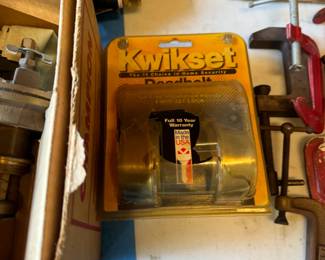 Kwikset
The #1 Choice in Home Security
Deadbolt
Full 10 Year
Warranty
Made
in the
USA